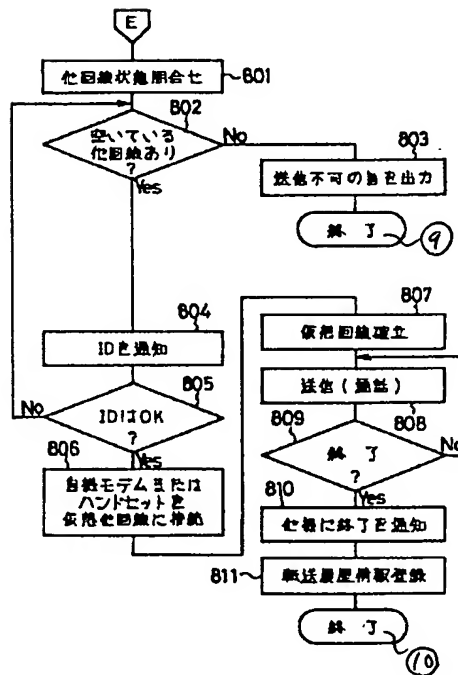 E
他回線状態問合せ
801
802
空いている
他回線あり
?
No
Yes
803
送信不可の旨を出力
終了
⑨
804
IDを通知
805
IDはOK
?
No
Yes
806
自機モデムまたは
ハンドセットを
仮想他回線に接続
807
仮想回線確立
送信(通話)
808
809
終了
?
No
Yes
810
他機に終了を通知
811
転送履歴情報登録
終了
⑩